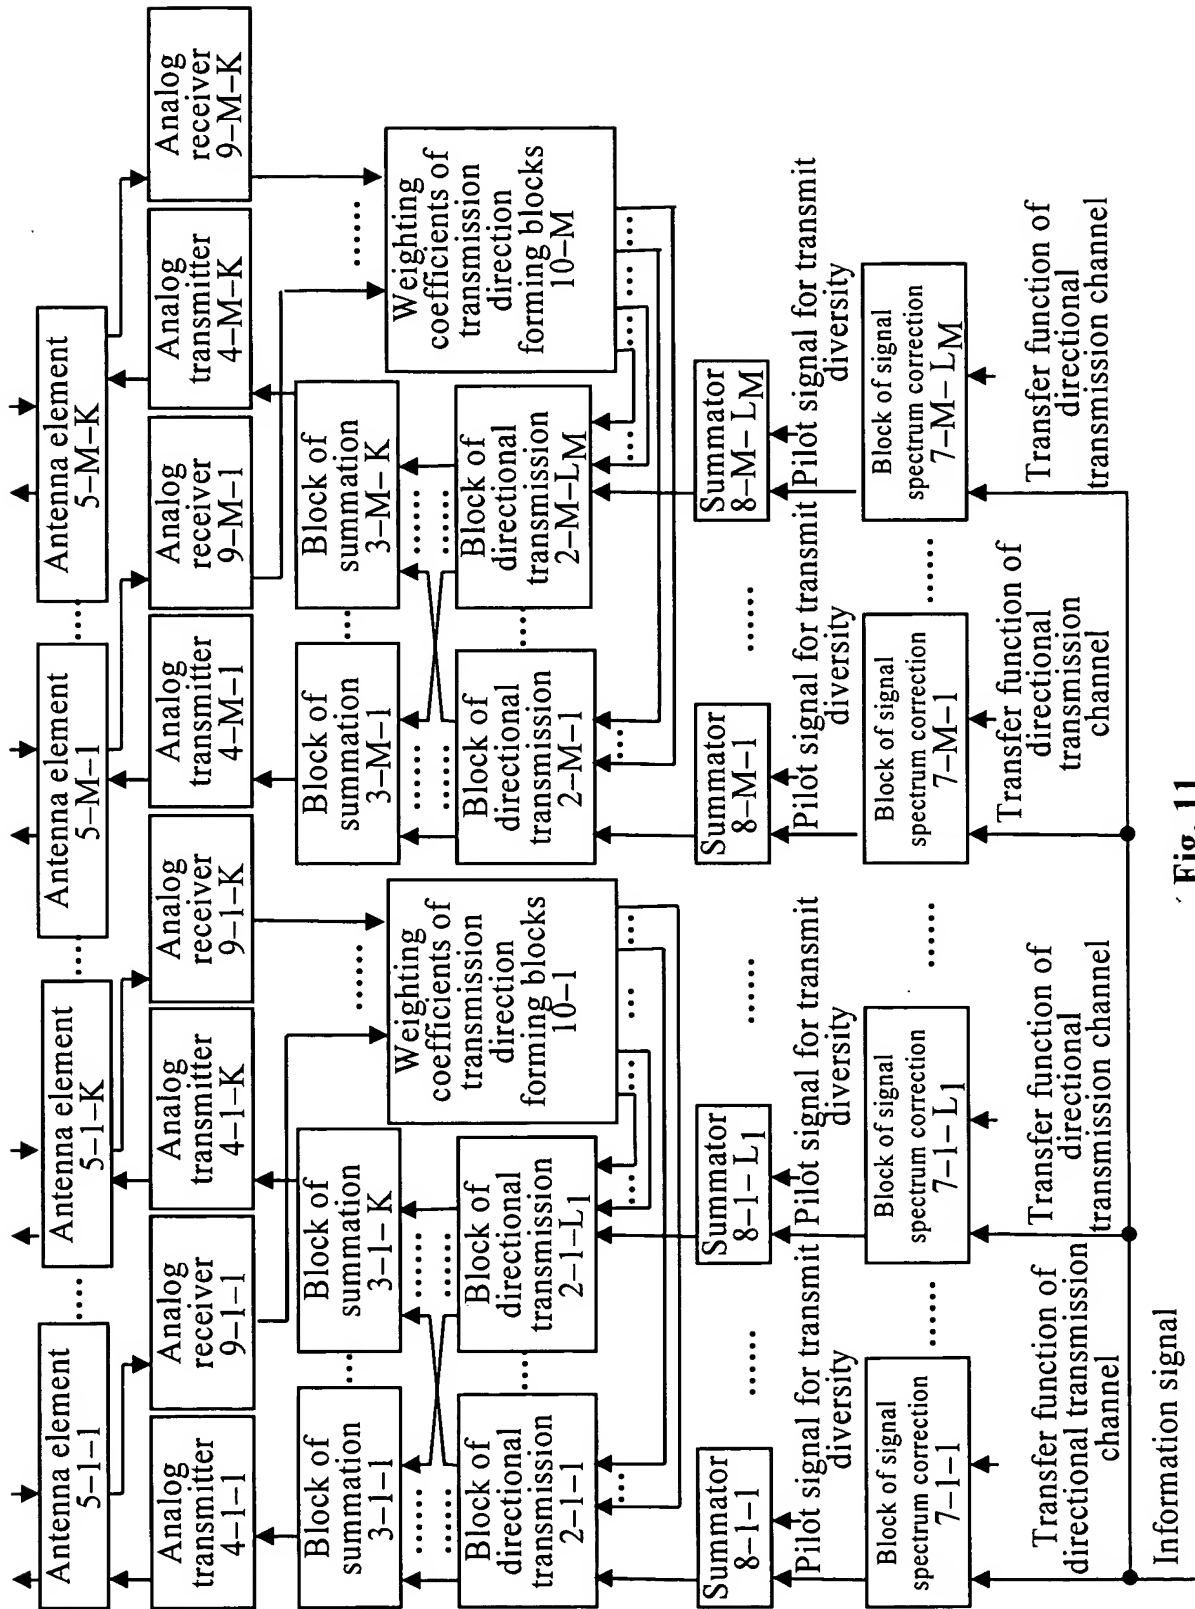 Antenna element
5–1–1
.....
Antenna element
5–1–K
.....
Antenna element
5–M–1
.....
Antenna element
5–M–K
Analog
transmitter
4–1–1
Analog
receiver
9–1–1
Analog
transmitter
4–1–K
Analog
receiver
9–1–K
Analog
transmitter
4–M–1
Analog
receiver
9–M–1
Analog
transmitter
4–M–K
Analog
receiver
9–M–K
Block of
summation
3–1–1
Block of
summation
3–1–K
Block of
summation
3–M–1
Block of
summation
3–M–K
Weighting
coefficients of
transmission
direction
forming blocks
10–1
Weighting
coefficients of
transmission
direction
forming blocks
10–M
Block of
directional
transmission
2–1–1
Block of
directional
transmission
2–1–L1
Block of
directional
transmission
2–M–1
Block of
directional
transmission
2–M–LM
Summator
8–1–1
Summator
8–1–L1
Summator
8–M–1
Summator
8–M–LM
Pilot signal for transmit
diversity
Pilot signal for transmit
diversity
Pilot signal for transmit
diversity
Pilot signal for transmit
diversity
Block of signal
spectrum correction
7–1–1
Block of signal
spectrum correction
7–1–L1
Block of signal
spectrum correction
7–M–1
Block of signal
spectrum correction
7–M–LM
Transfer function of
directional transmission
channel
Transfer function of
directional
transmission channel
Transfer function of
directional
transmission
channel
Transfer function of
directional
transmission channel
Information signal
Fig. 11